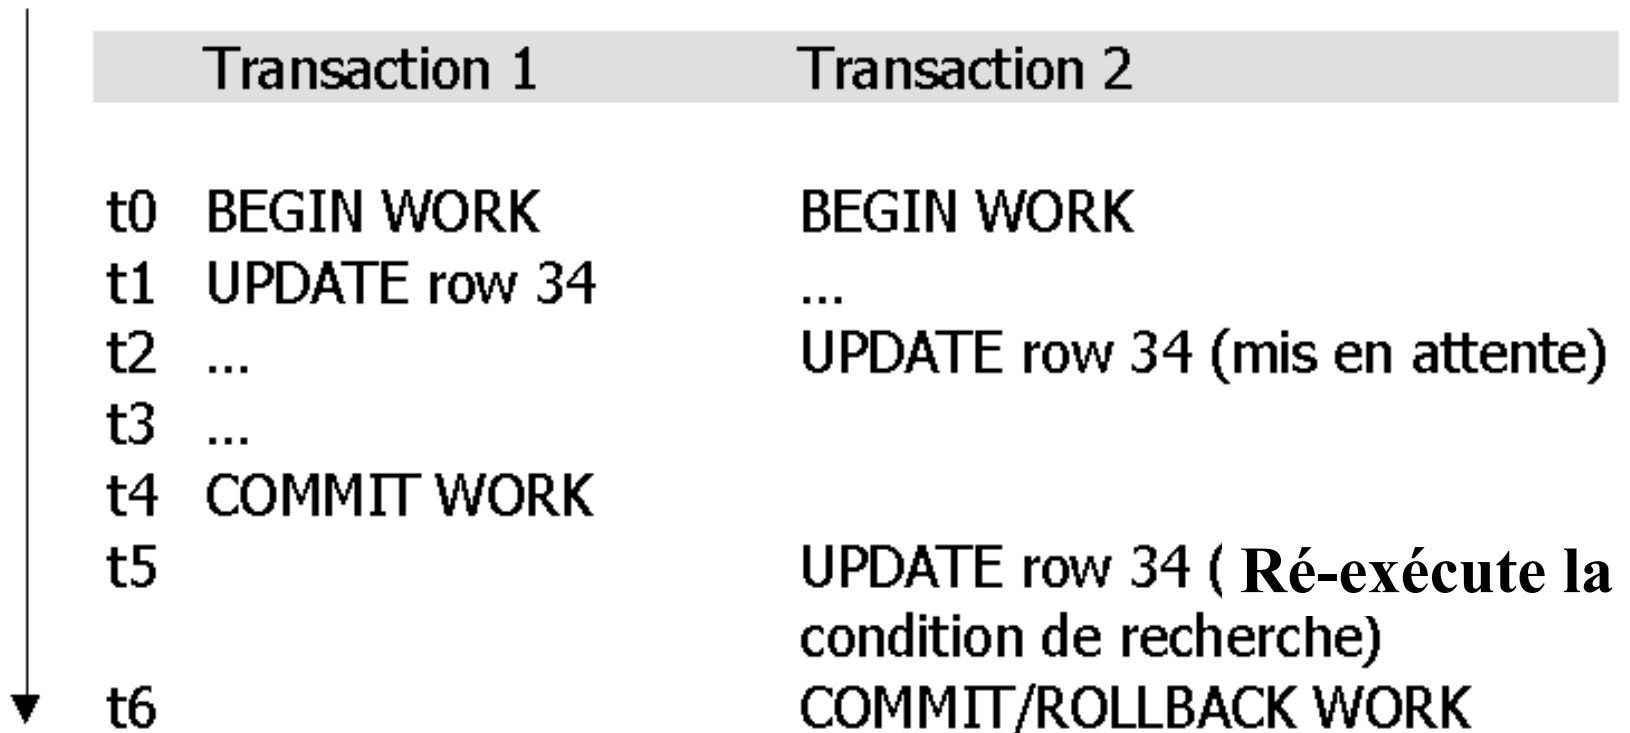 Transaction 1 Transaction 2
t0 BEGIN WORK BEGIN WORK
t1 UPDATE row 34 ...
t2 ... UPDATE row 34 (mis en attente)
t3 ...
t4 COMMIT WORK
t5 UPDATE row 34 ( Ré-exécute la
condition de recherche)
t6 COMMIT/ROLLBACK WORK